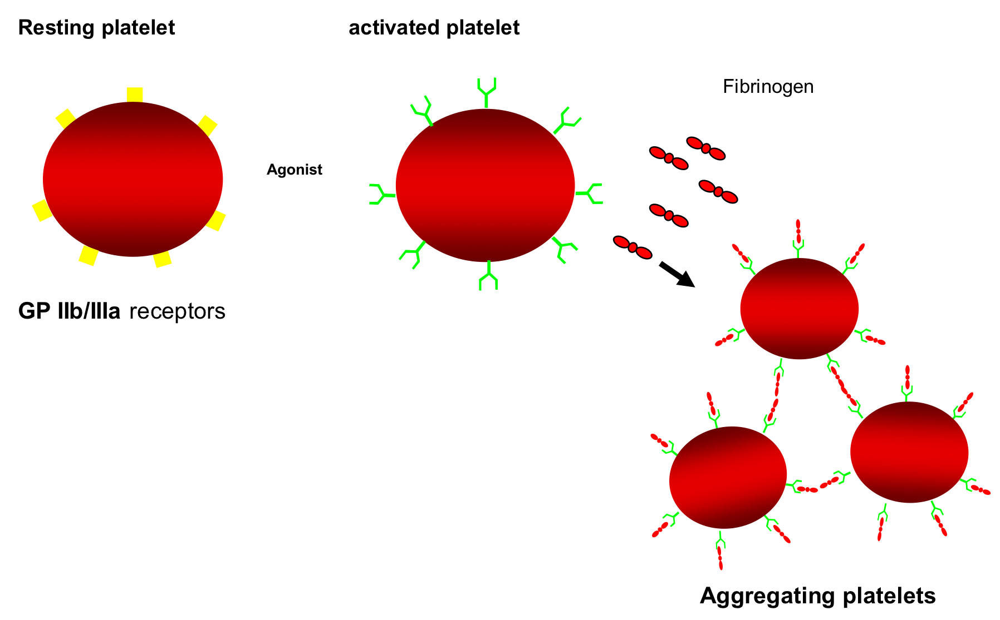 Resting platelet
activated platelet
Fibrinogen
Agonist
GP IIb/IIIa receptors
Aggregating platelets